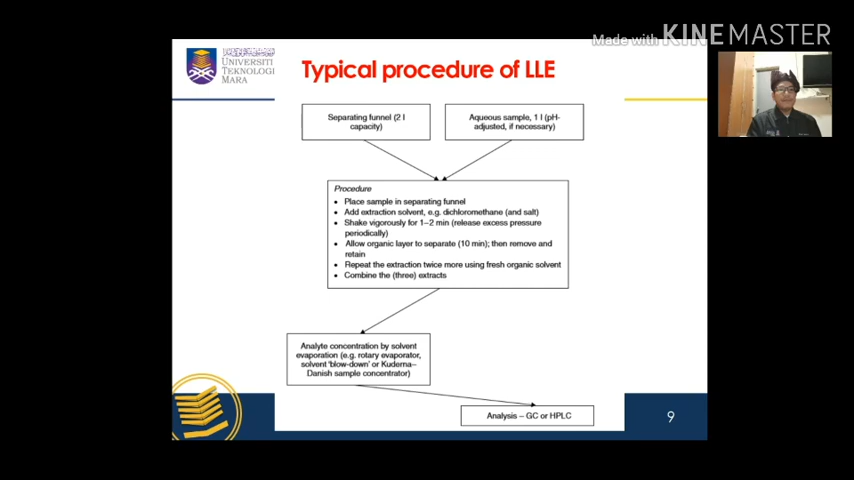 Made with KINEMASTER
UNIVERSITI
TEKNOLOGI
MARA
Typical procedure of LLE
Separating funnel (2 l
capacity)
Aqueous sample, 1 l (pH-
adjusted, if necessary)
Procedure
• Place sample in separating funnel
• Add extraction solvent, e.g. dichloromethane (and salt)
• Shake vigorously for 1–2 min (release excess pressure
periodically)
• Allow organic layer to separate (10 min); then remove and
retain
• Repeat the extraction twice more using fresh organic solvent
• Combine the (three) extracts
Analyte concentration by solvent
evaporation (e.g. rotary evaporator,
solvent 'blow-down' or Kuderna–
Danish sample concentrator)
Analysis – GC or HPLC
9